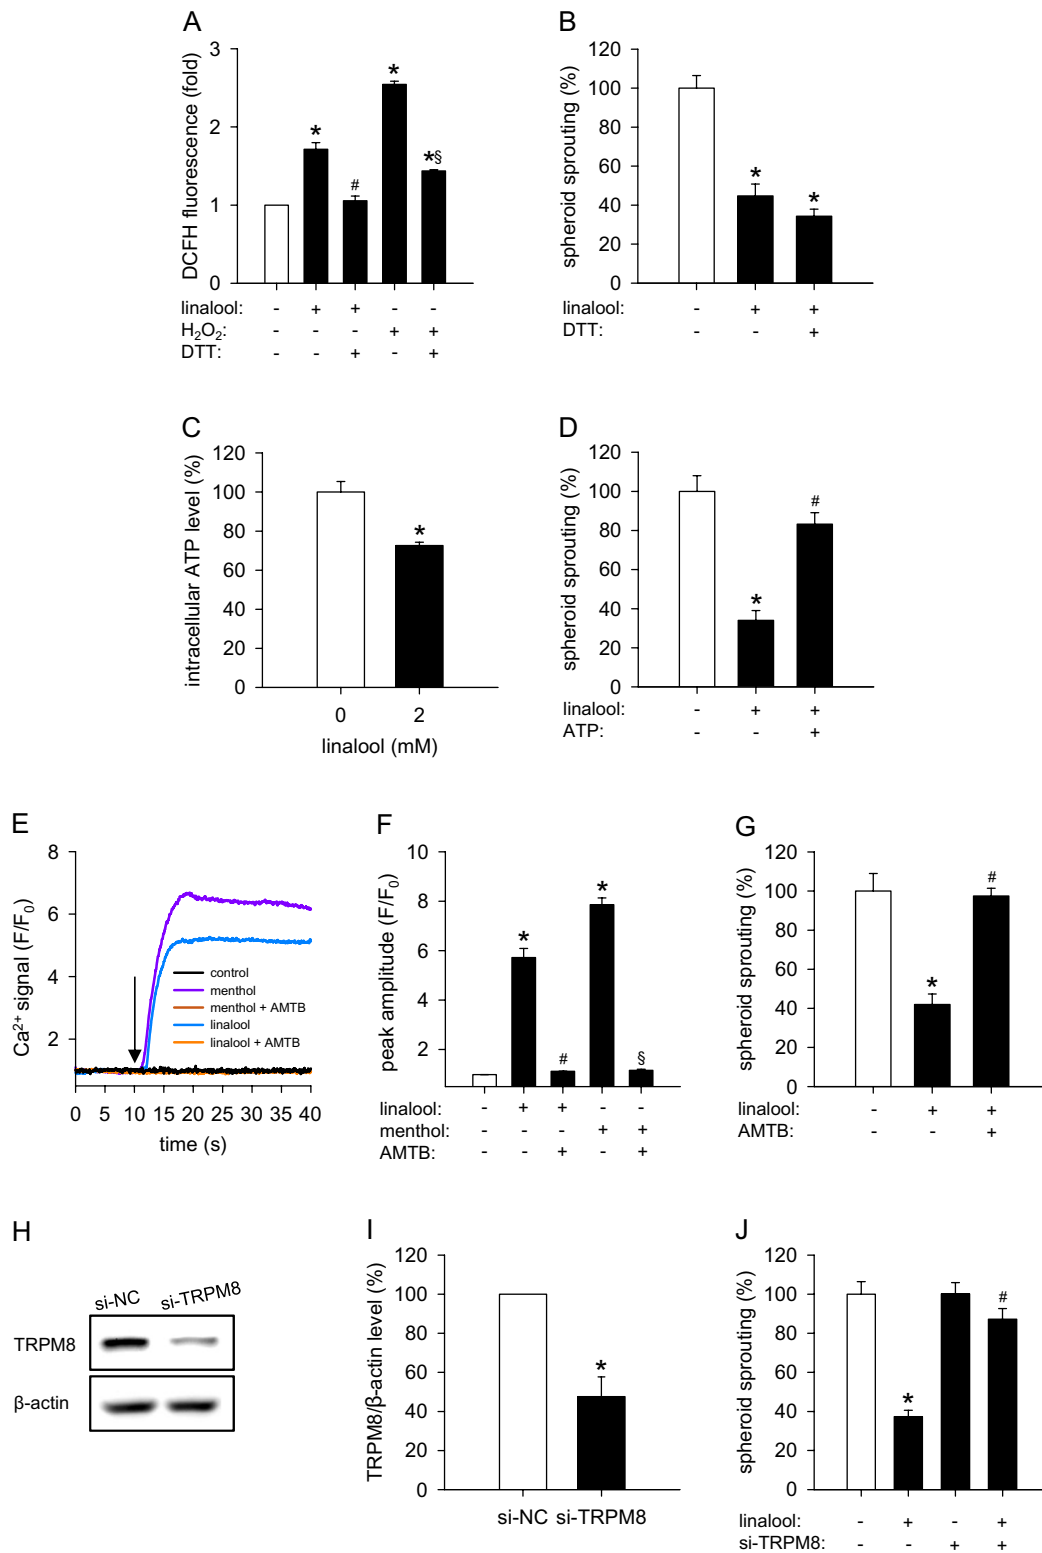 A
DCFH fluorescence (fold)
3
2
1
0
* * # * *§
linalool: - + + - -
H2O2: - - - + +
DTT: - - + - +
B
spheroid sprouting (%)
120
100
80
60
40
20
0
* *
linalool: - + +
DTT: - - +
C
intracellular ATP level (%)
120
100
80
60
40
20
0
*
0 2
linalool (mM)
D
spheroid sprouting (%)
120
100
80
60
40
20
0
* #
linalool: - + +
ATP: - - +
E
Ca2+ signal (F/F0)
8
6
4
2
control
menthol
menthol + AMTB
linalool
linalool + AMTB
0 5 10 15 20 25 30 35 40
time (s)
F
peak amplitude (F/F0)
10
8
6
4
2
* # * §
linalool: - + + - -
menthol: - - - + +
AMTB: - - + - +
G
spheroid sprouting (%)
120
100
80
60
40
20
0
* #
linalool: - + +
AMTB: - - +
H
si-NC si-TRPM8
TRPM8
β-actin
I
TRPM8/β-actin level (%)
120
100
80
60
40
20
0
*
si-NC si-TRPM8
J
spheroid sprouting (%)
120
100
80
60
40
20
0
* #
linalool: - + - +
si-TRPM8: - - + +